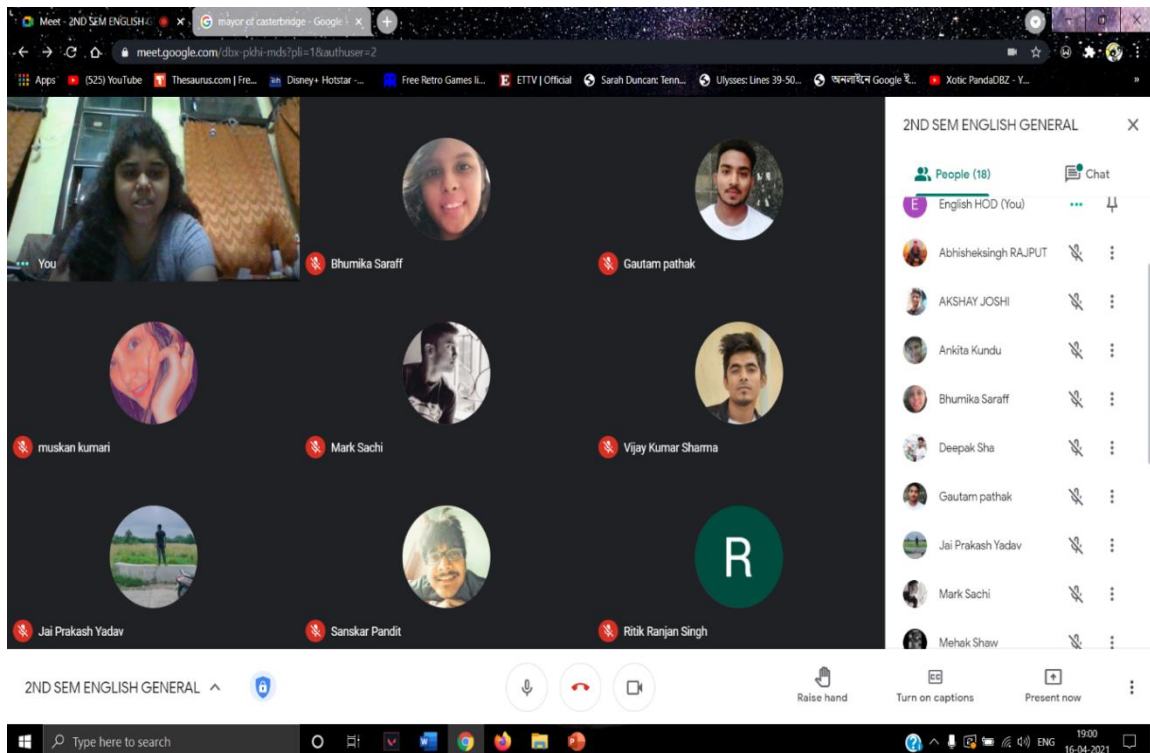 Meet - 2ND SEM ENGLISH G
mayor of casterbridge - Google
meet.google.com/dbx-pkhi-mds?pli=1&authuser=2
Apps
(525) YouTube
Thesaurus.com | Fre...
Disney+ Hotstar -...
Free Retro Games li...
ETTV | Official
Sarah Duncan: Tenn...
Ulysses: Lines 39-50...
অনলাইনে Google ই...
Xotic PandaDBZ - Y...
You
Bhumika Saraff
Gautam pathak
muskan kumari
Mark Sachi
Vijay Kumar Sharma
Jai Prakash Yadav
Sanskar Pandit
R
Ritik Ranjan Singh
2ND SEM ENGLISH GENERAL
People (18)
Chat
E
English HOD (You)
Abhisheksingh RAJPUT
AKSHAY JOSHI
Ankita Kundu
Bhumika Saraff
Deepak Sha
Gautam pathak
Jai Prakash Yadav
Mark Sachi
Mehak Shaw
2ND SEM ENGLISH GENERAL
Raise hand
Turn on captions
Present now
Type here to search
ENG
19:00
16-04-2021